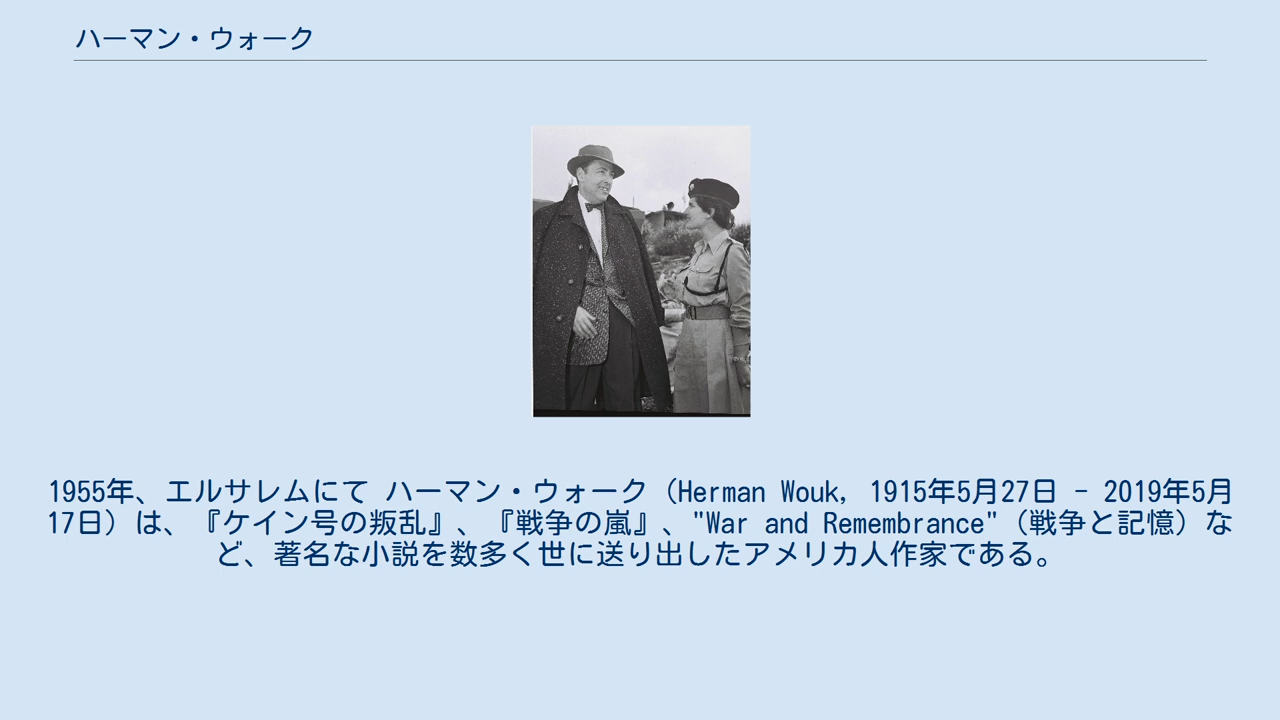 ハーマン・ウォーク
1955年、エルサレムにて ハーマン・ウォーク（Herman Wouk, 1915年5月27日 - 2019年5月
17日）は、『ケイン号の叛乱』、『戦争の嵐』、"War and Remembrance"（戦争と記憶）な
ど、著名な小説を数多く世に送り出したアメリカ人作家である。